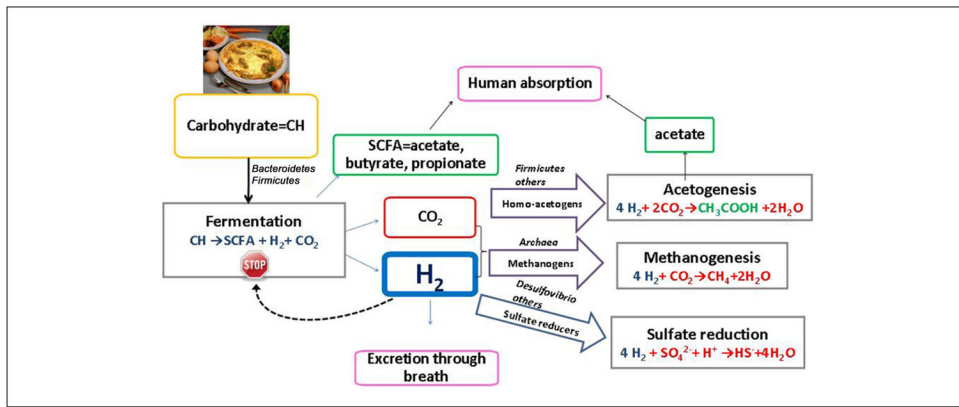 Human absorption
Carbohydrate=CH
SCFA=acetate,
butyrate, propionate
acetate
Bacteroidetes
Firmicutes
Fermentation
CH →SCFA + H₂+ CO₂
STOP
CO₂
H₂
Excretion through
breath
Firmicutes
others
Homo-acetogens
Acetogenesis
4 H₂+ 2CO₂→CH₃COOH +2H₂O
Archaea
Methanogens
Methanogenesis
4 H₂+ CO₂→CH₄+2H₂O
Desulfovibrio
others
Sulfate reducers
Sulfate reduction
4 H₂ + SO₄²⁻+ H⁺ →HS⁻+4H₂O